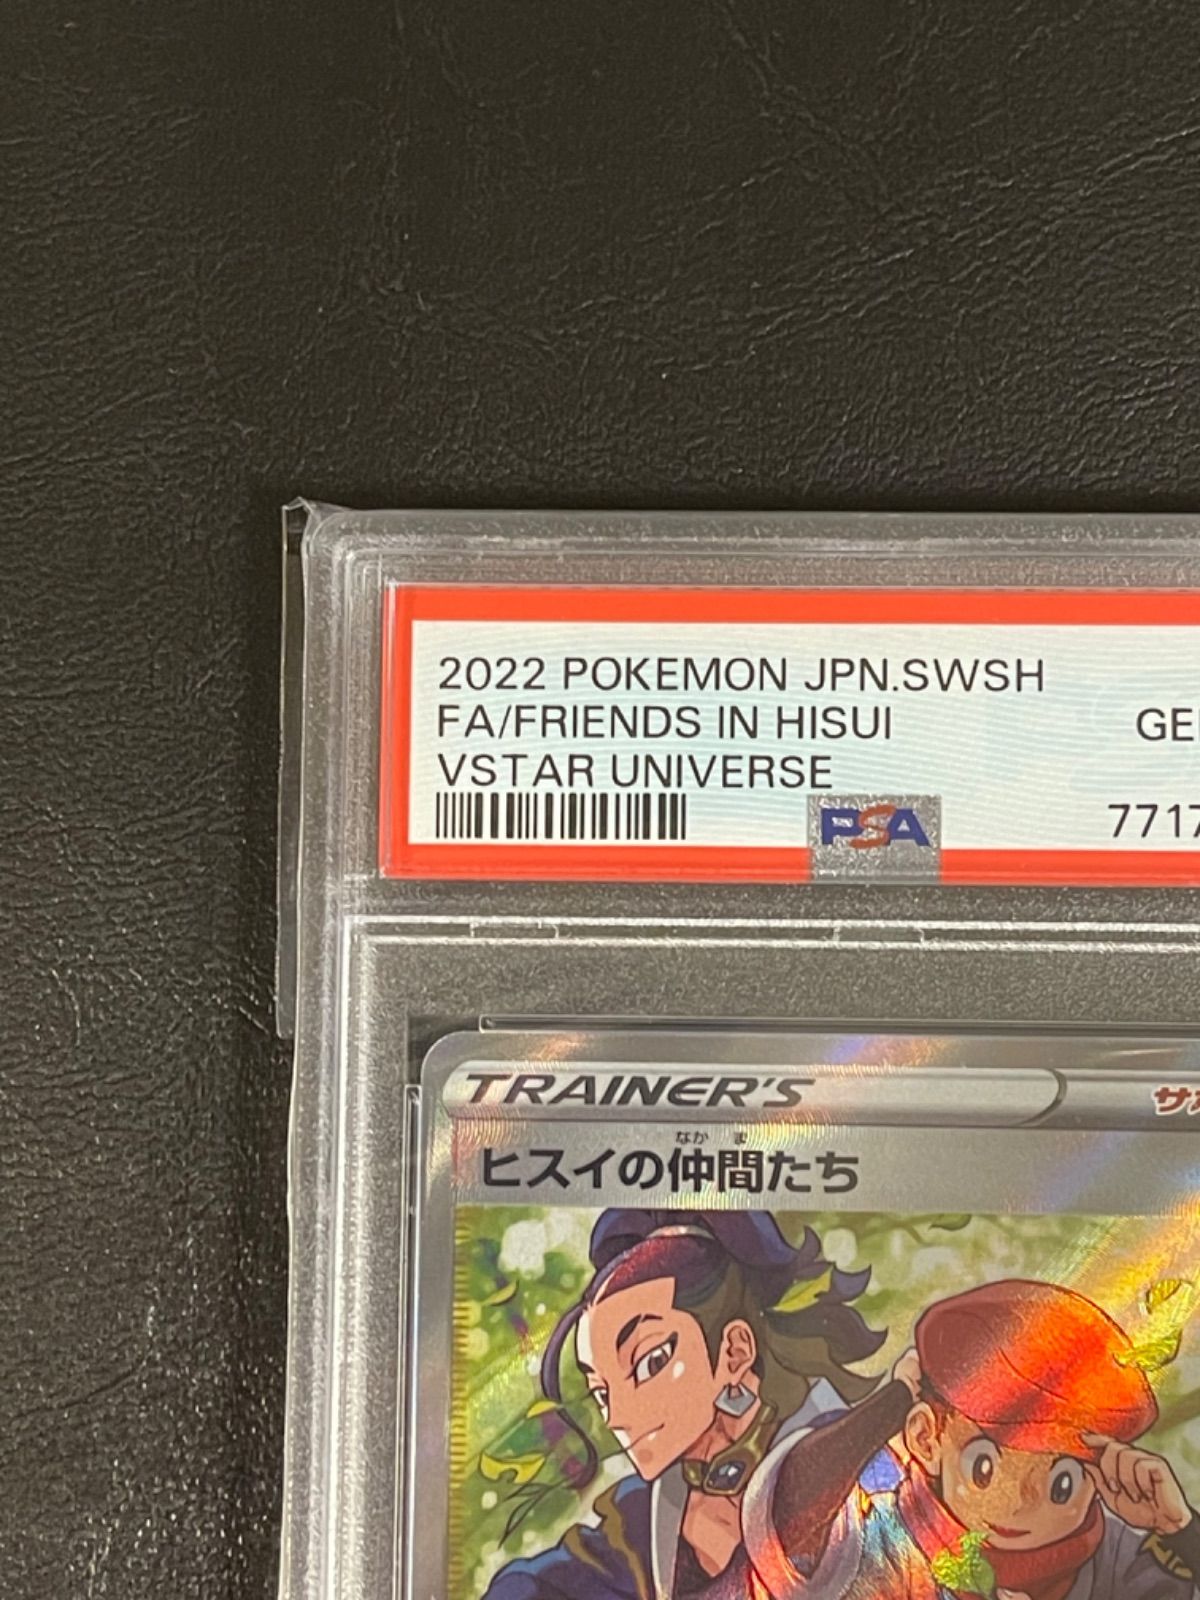 2022 POKEMON JPN.SWSH
FA/FRIENDS IN HISUI
VSTAR UNIVERSE
PSA
TRAINER'S
なかま
ヒスイの仲間たち